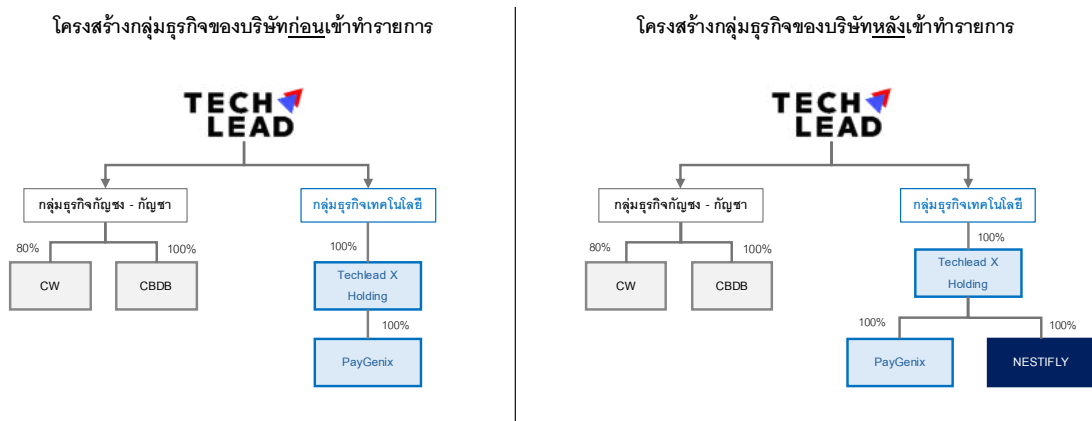 โครงสร้างกลุ่มธุรกิจของบริษัทก่อนเข้าทำรายการ
TECH
LEAD
กลุ่มธุรกิจกัญชง - กัญชา
กลุ่มธุรกิจเทคโนโลยี
80%
100%
100%
CW
CBDB
Techlead X
Holding
100%
PayGenix
โครงสร้างกลุ่มธุรกิจของบริษัทหลังเข้าทำรายการ
TECH
LEAD
กลุ่มธุรกิจกัญชง - กัญชา
กลุ่มธุรกิจเทคโนโลยี
80%
100%
100%
CW
CBDB
Techlead X
Holding
100%
100%
PayGenix
NESTIFLY